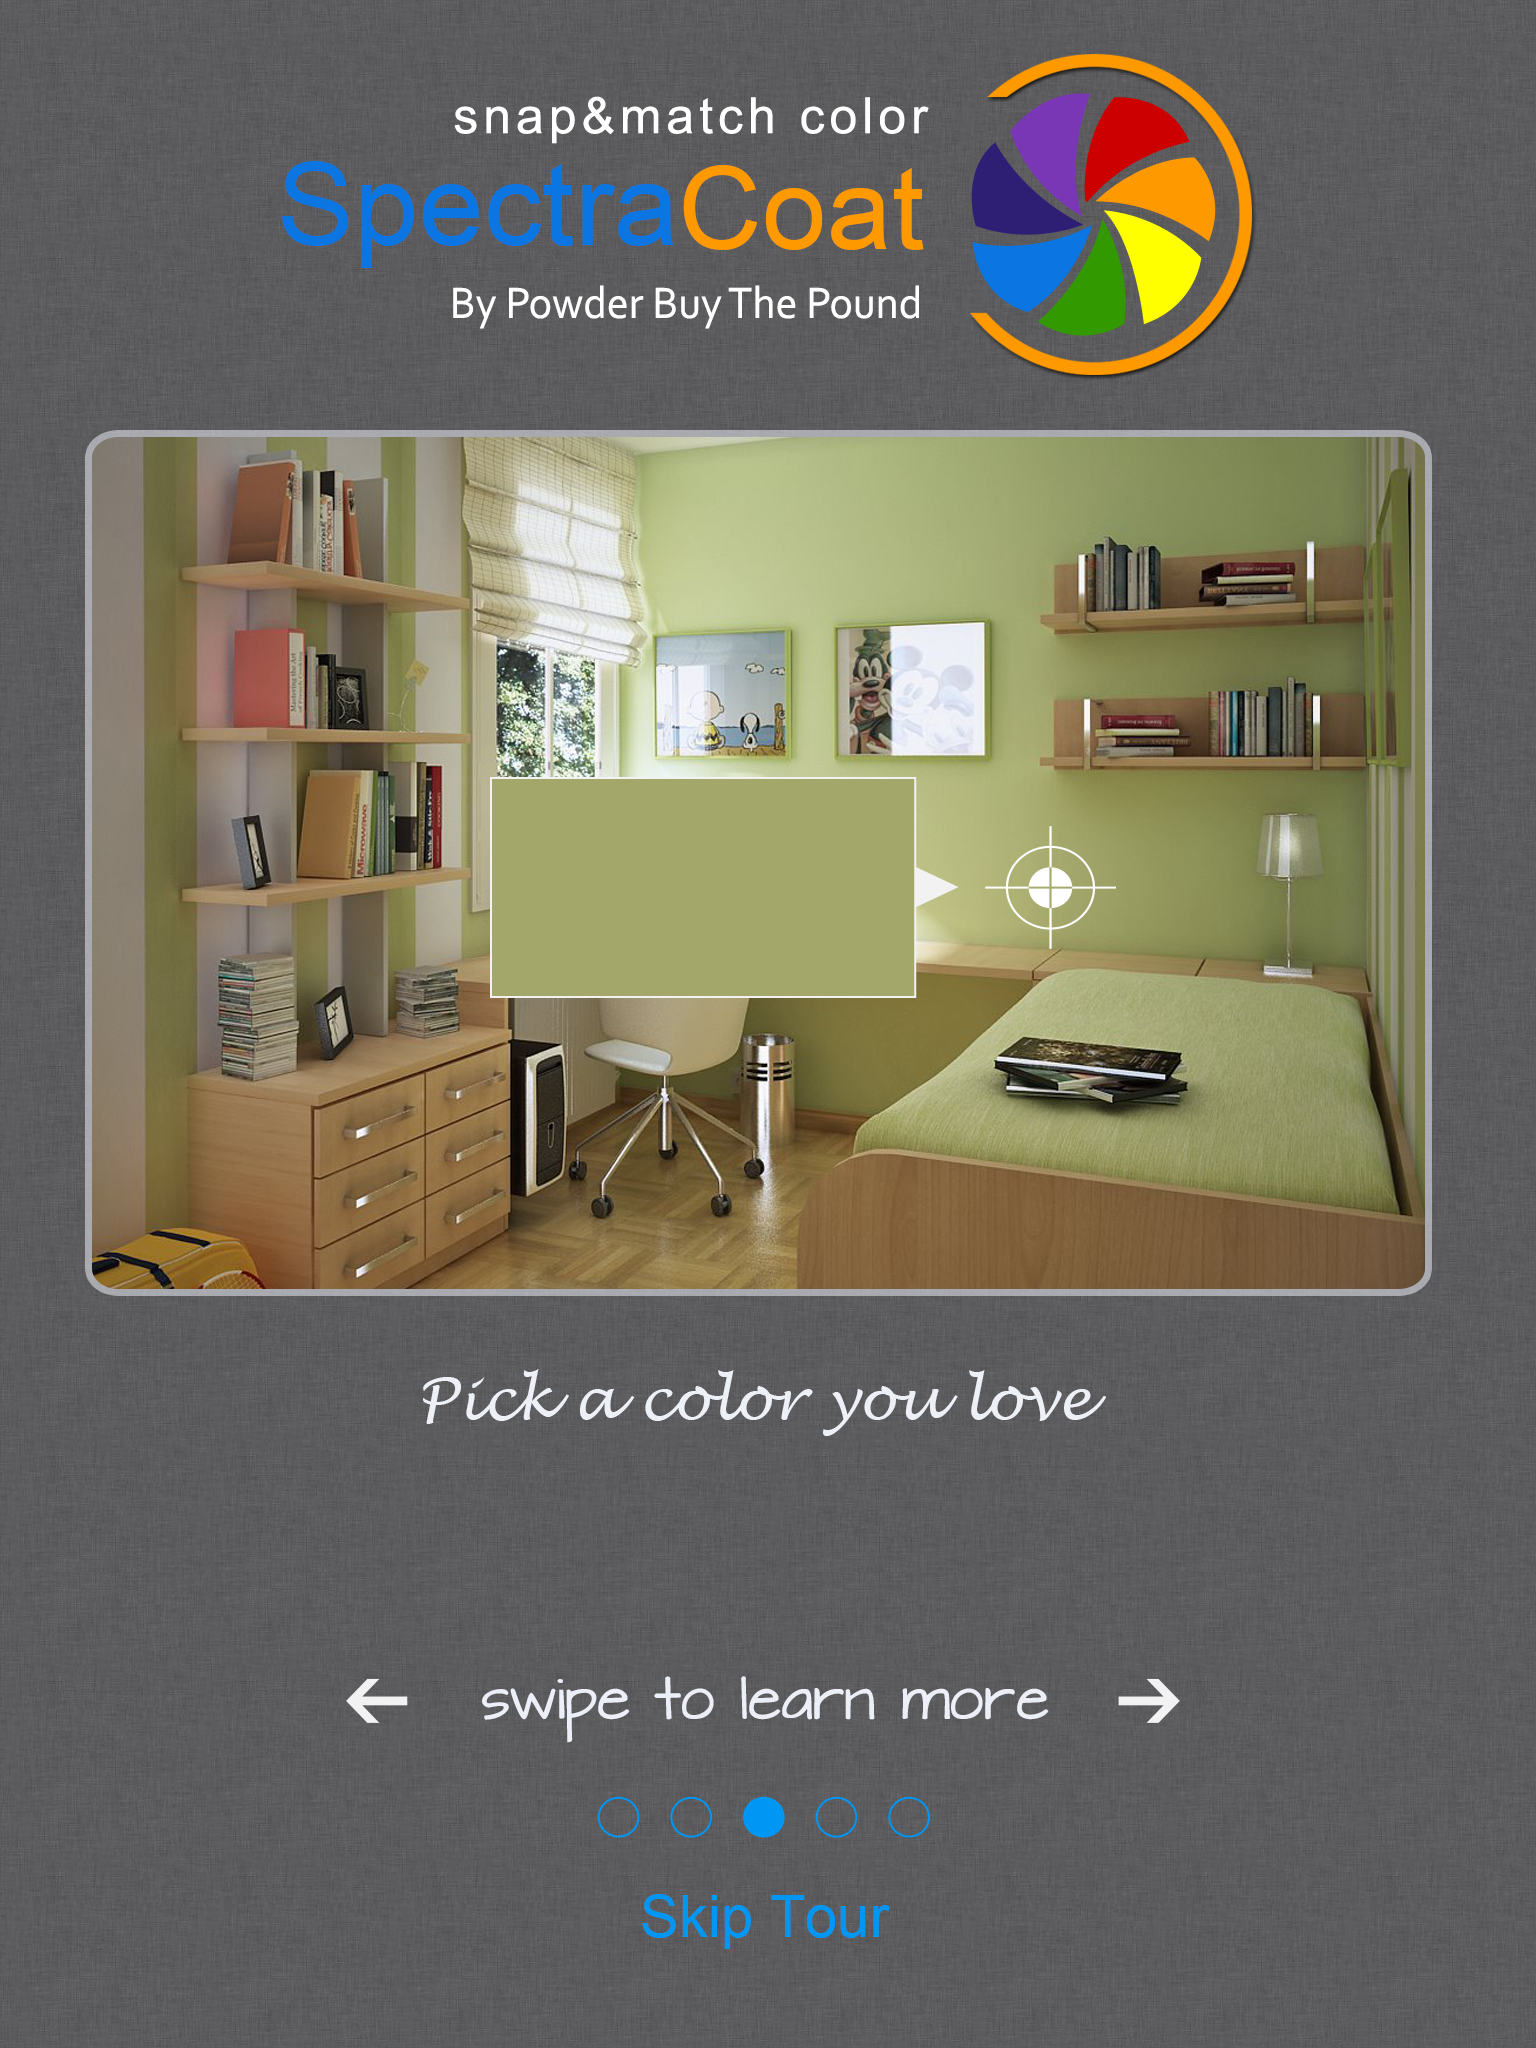 snap&match color
SpectraCoat
By Powder Buy The Pound
Microwave
Pick a color you love
swipe to learn more
Skip Tour